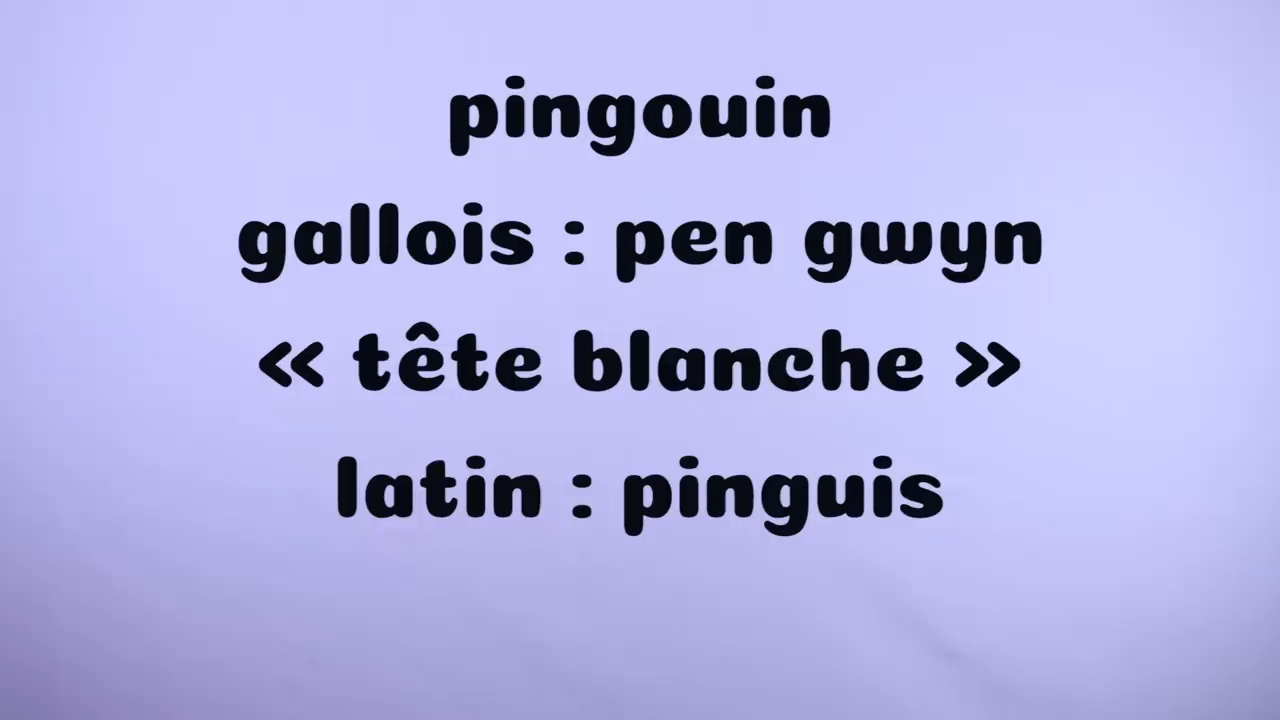 pingouin
gallois : pen gwyn
« tête blanche »
latin : pinguis